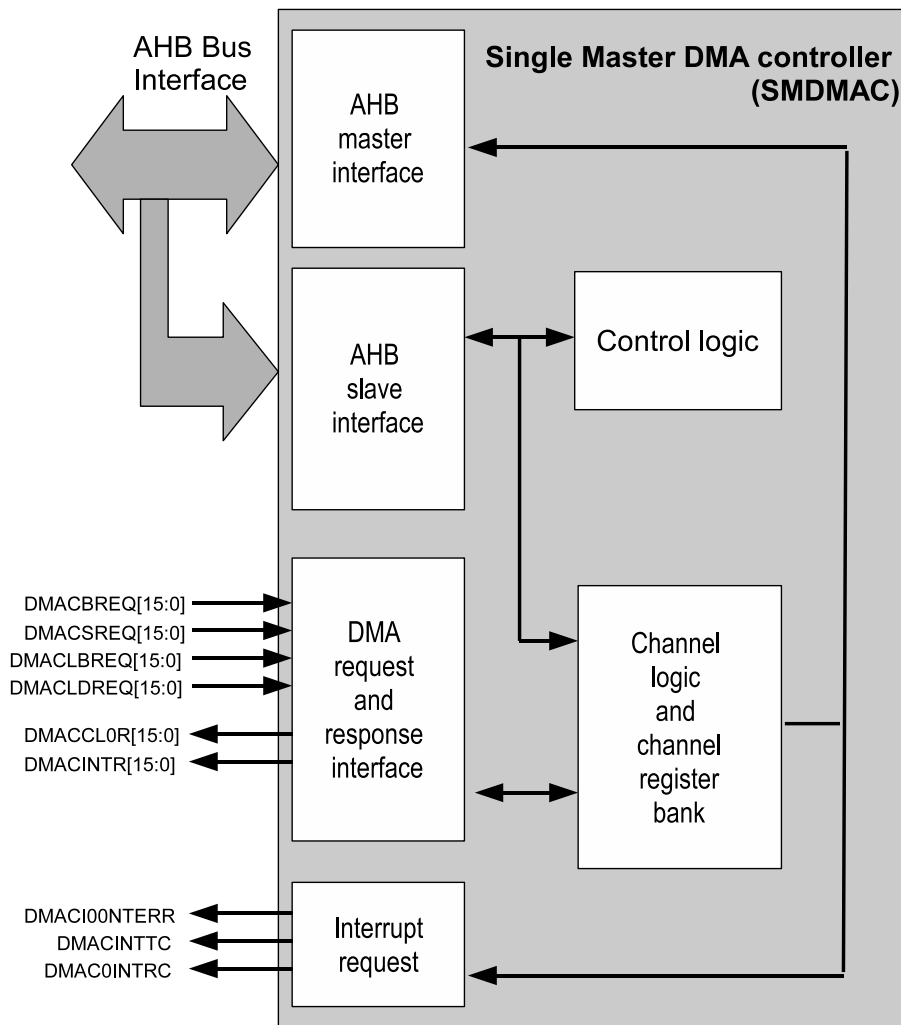 AHB Bus
Interface
Single Master DMA controller
(SMDMAC)
AHB
master
interface
AHB
slave
interface
Control logic
DMACBREQ[15:0]
DMACSREQ[15:0]
DMACLBREQ[15:0]
DMACLDREQ[15:0]
DMACCL0R[15:0]
DMACINTR[15:0]
DMA
request
and
response
interface
Channel
logic
and
channel
register
bank
DMACI00NTERR
DMACINTTC
DMAC0INTRC
Interrupt
request